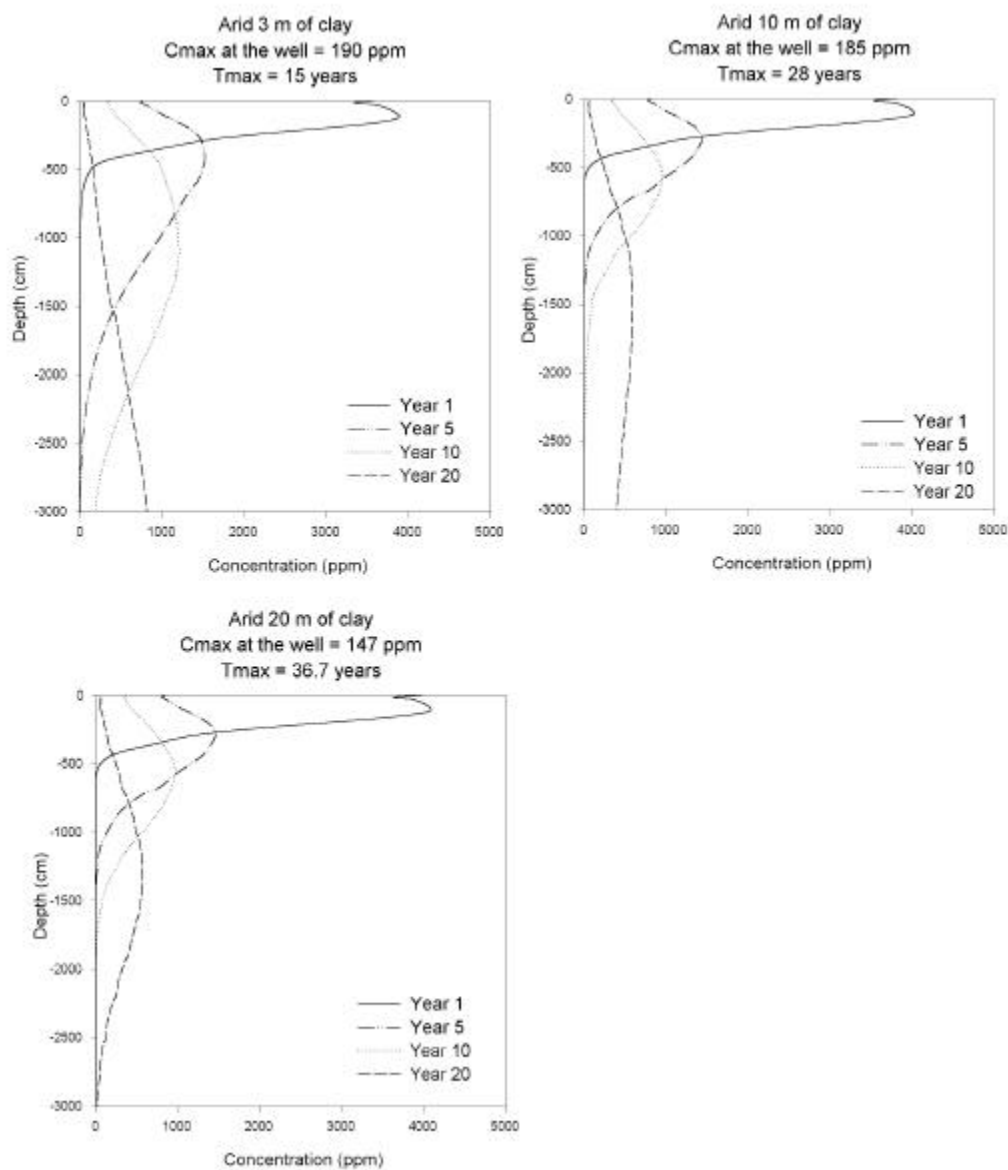 Arid 3 m of clay
Cmax at the well = 190 ppm
Tmax = 15 years
0
-500
-1000
-1500
-2000
-2500
-3000
Depth (cm)
Year 1
Year 5
Year 10
Year 20
0 1000 2000 3000 4000 5000
Concentration (ppm)
Arid 10 m of clay
Cmax at the well = 185 ppm
Tmax = 28 years
0
-500
-1000
-1500
-2000
-2500
-3000
Depth (cm)
Year 1
Year 5
Year 10
Year 20
0 1000 2000 3000 4000 5000
Concentration (ppm)
Arid 20 m of clay
Cmax at the well = 147 ppm
Tmax = 36.7 years
0
-500
-1000
-1500
-2000
-2500
-3000
Depth (cm)
Year 1
Year 5
Year 10
Year 20
0 1000 2000 3000 4000 5000
Concentration (ppm)